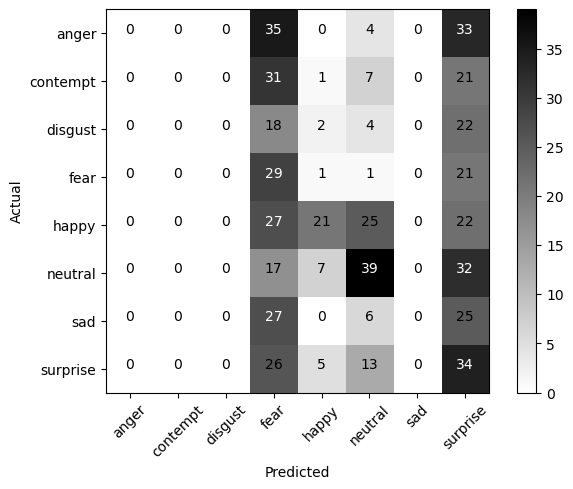 anger 0 0 0 35 0 4 0 33
contempt 0 0 0 31 1 7 0 21
disgust 0 0 0 18 2 4 0 22
fear 0 0 0 29 1 1 0 21
happy 0 0 0 27 21 25 0 22
neutral 0 0 0 17 7 39 0 32
sad 0 0 0 27 0 6 0 25
surprise 0 0 0 26 5 13 0 34
Actual
anger contempt disgust fear happy neutral sad surprise
Predicted
35
30
25
20
15
10
5
0